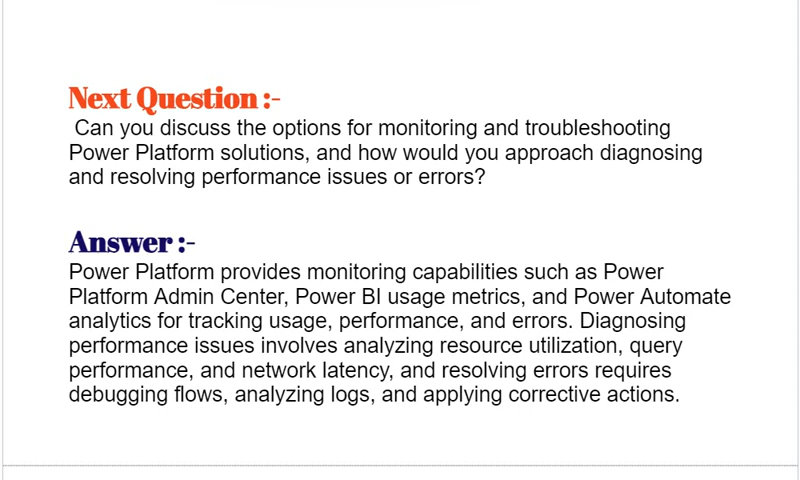 Next Question :-
Can you discuss the options for monitoring and troubleshooting
Power Platform solutions, and how would you approach diagnosing
and resolving performance issues or errors?
Answer :-
Power Platform provides monitoring capabilities such as Power
Platform Admin Center, Power BI usage metrics, and Power Automate
analytics for tracking usage, performance, and errors. Diagnosing
performance issues involves analyzing resource utilization, query
performance, and network latency, and resolving errors requires
debugging flows, analyzing logs, and applying corrective actions.